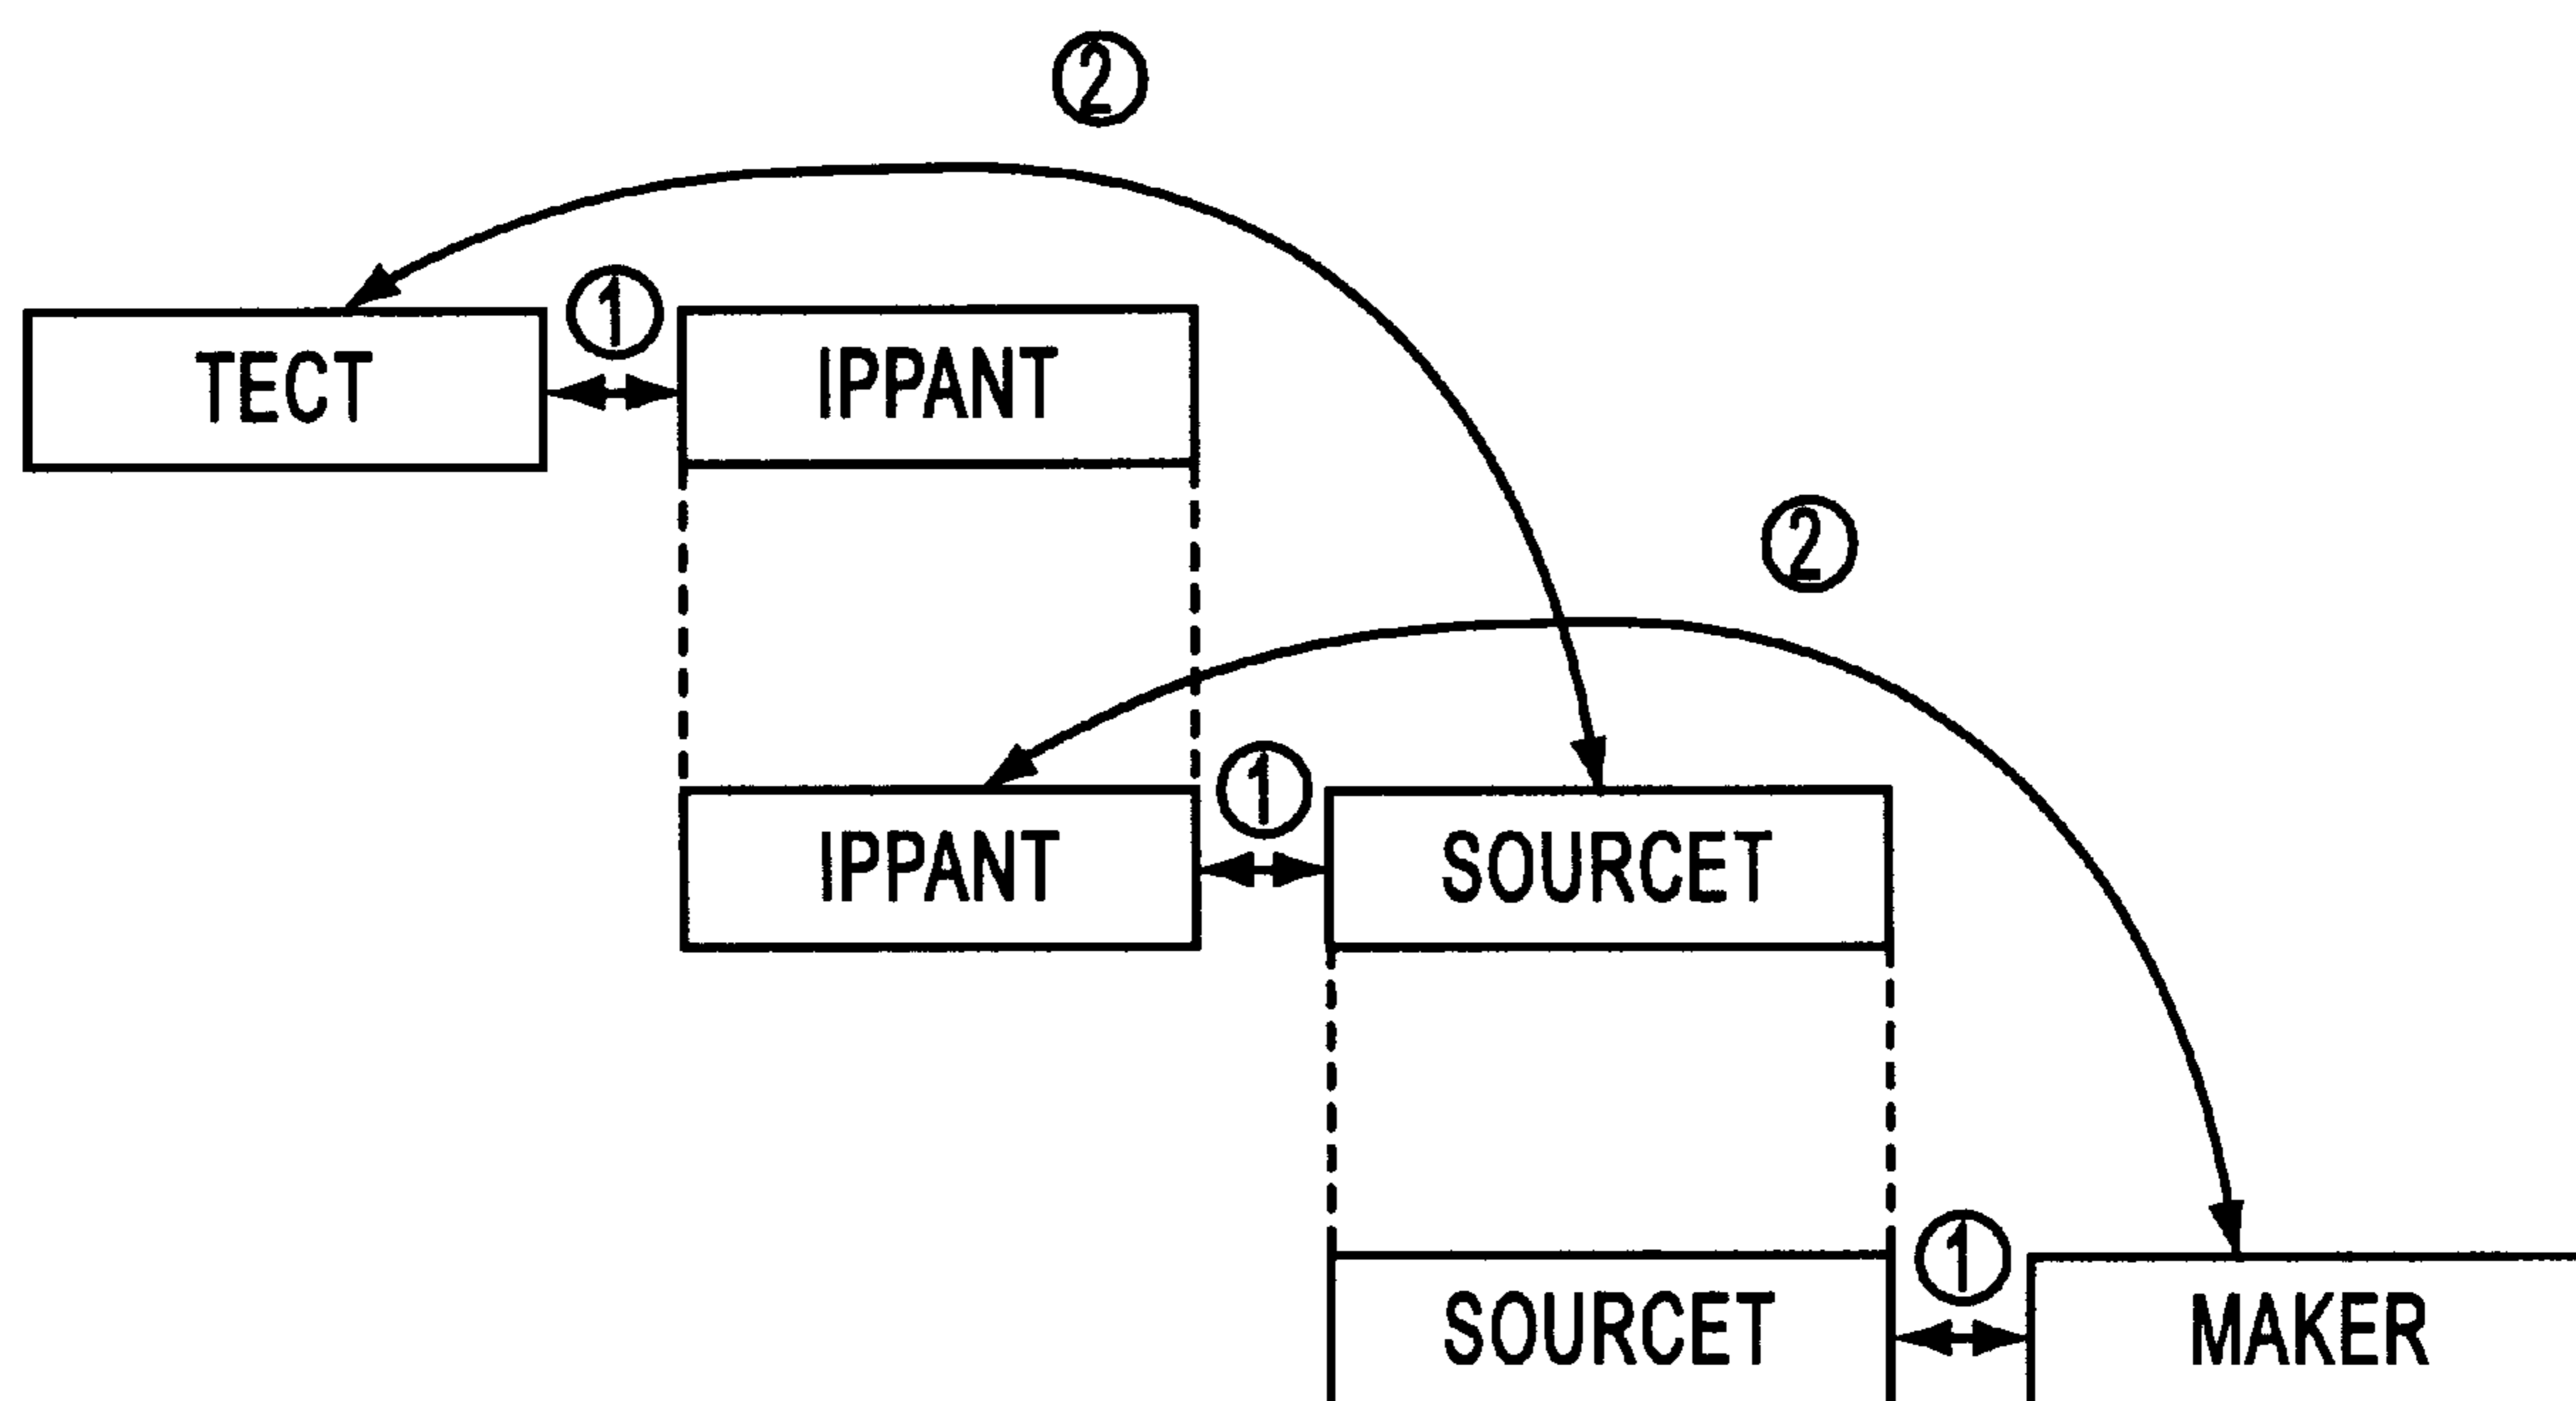 ②
① 
TECT IPPANT
②
①
IPPANT SOURCET
①
SOURCET MAKER